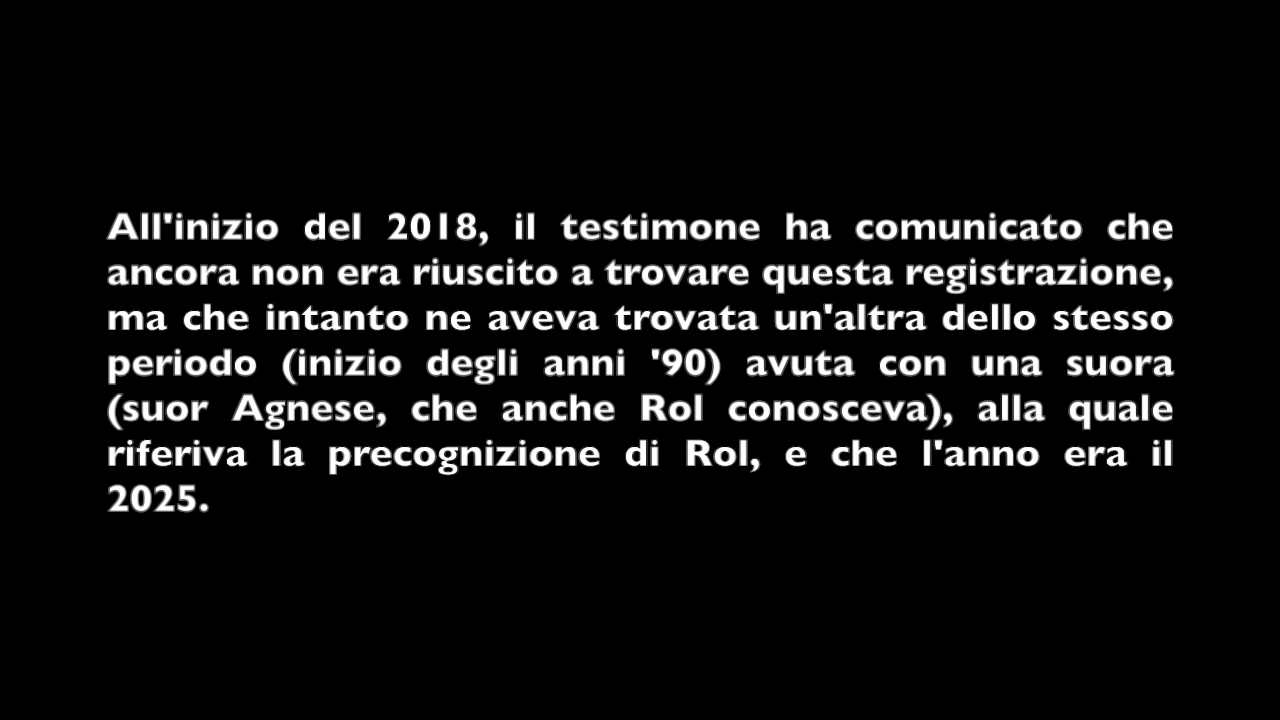 All'inizio del 2018, il testimone ha comunicato che
ancora non era riuscito a trovare questa registrazione,
ma che intanto ne aveva trovata un'altra dello stesso
periodo (inizio degli anni '90) avuta con una suora
(suor Agnese, che anche Rol conosceva), alla quale
riferiva la precognizione di Rol, e che l'anno era il
2025.